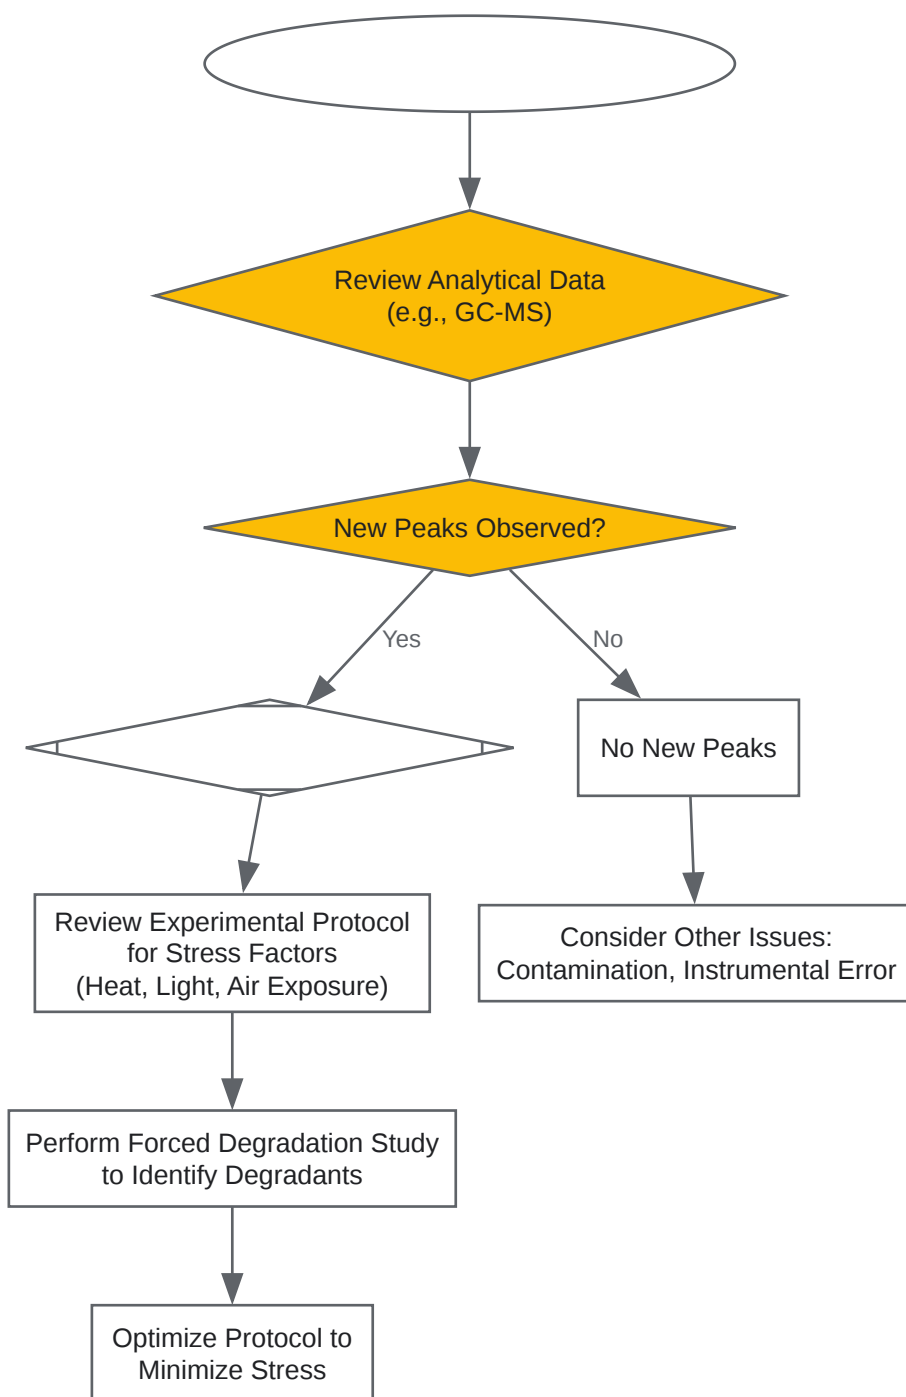 Review Analytical Data
(e.g., GC-MS)
New Peaks Observed?
Yes
No
No New Peaks
Review Experimental Protocol
for Stress Factors
(Heat, Light, Air Exposure)
Consider Other Issues:
Contamination, Instrumental Error
Perform Forced Degradation Study
to Identify Degradants
Optimize Protocol to
Minimize Stress